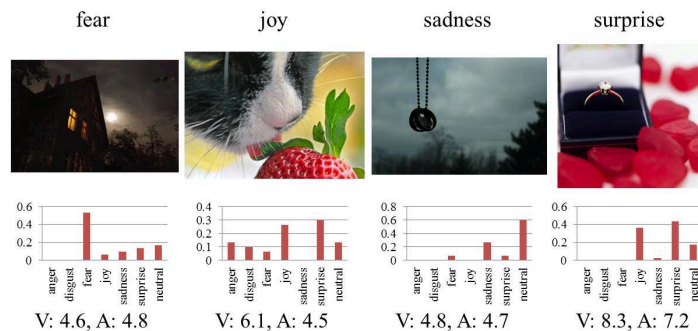 fear joy sadness surprise
0.6 0.4 0.8 0.6
0.4 0.3 0.6 0.4
0.2 0.2 0.4 0.2
0.1 0.2
0 0 0 0
anger disgust fear joy sadness surprise neutral anger disgust fear joy sadness surprise neutral anger disgust fear joy sadness surprise neutral anger disgust fear joy sadness surprise neutral
V: 4.6, A: 4.8 V: 6.1, A: 4.5 V: 4.8, A: 4.7 V: 8.3, A: 7.2